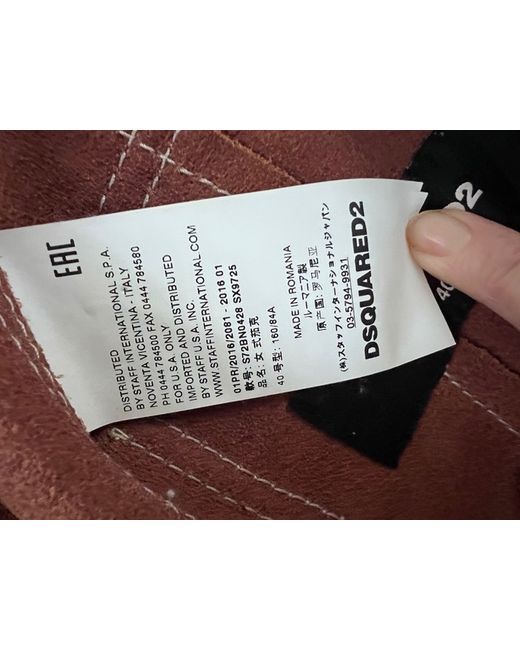 EAC
DISTRIBUTED
BY STAFF INTERNATIONAL S.P.A.
NOVENTA VICENTINA - ITALY
PH 0444 784500 FAX 0444 784580
FOR U.S.A. ONLY
IMPORTED AND DISTRIBUTED
BY STAFF U.S.A., INC.
WWW.STAFFINTERNATIONAL.COM
01PR/2016/2081 - 2016 01
款号: S72BN0428 SX9725
品名: 女式茄克
40 号型: 160/84A
MADE IN ROMANIA
ルーマニア製
原产国: 罗马尼亚
(株)スタッフインターナショナルジャパン
03-5794-9931
DSQUARED2
D2
40